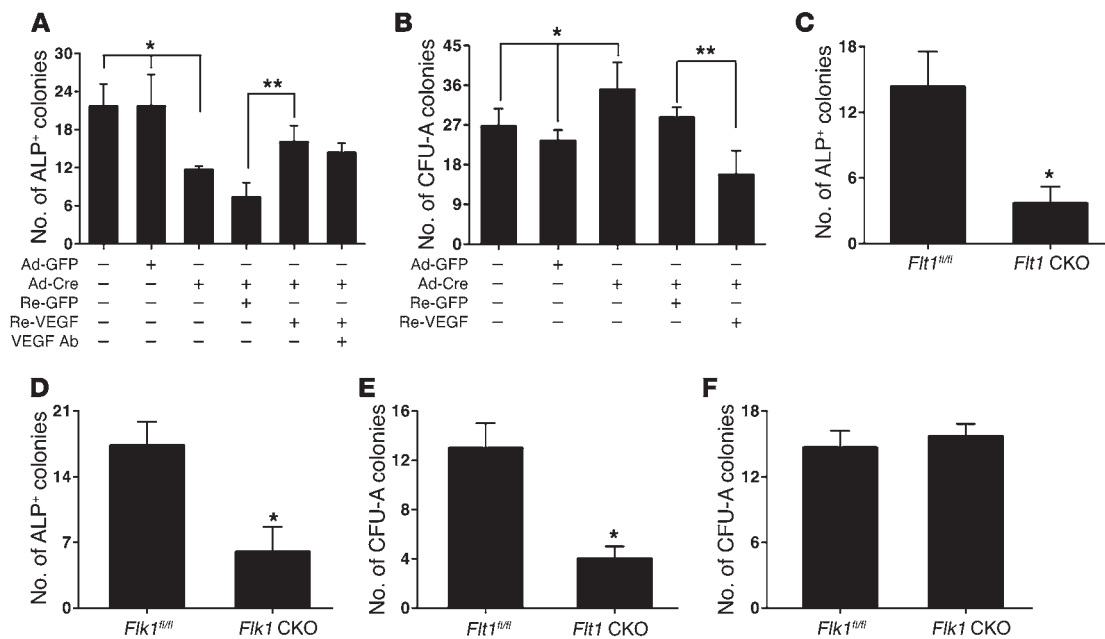 A
No. of ALP⁺ colonies
30
24
18
12
6
0
*
**
Ad-GFP – + – – – –
Ad-Cre – – + + + +
Re-GFP – – – + – –
Re-VEGF – – – – + +
VEGF Ab – – – – – +
B
No. of CFU-A colonies
45
36
27
18
9
0
*
**
Ad-GFP – + – – –
Ad-Cre – – + + +
Re-GFP – – – + –
Re-VEGF – – – – +
C
No. of ALP⁺ colonies
18
12
6
0
*
Flt1fl/fl Flt1 CKO
D
No. of ALP⁺ colonies
21
14
7
0
*
Flk1fl/fl Flk1 CKO
E
No. of CFU-A colonies
16
12
8
4
0
*
Flt1fl/fl Flt1 CKO
F
No. of CFU-A colonies
18
12
6
0
Flk1fl/fl Flk1 CKO